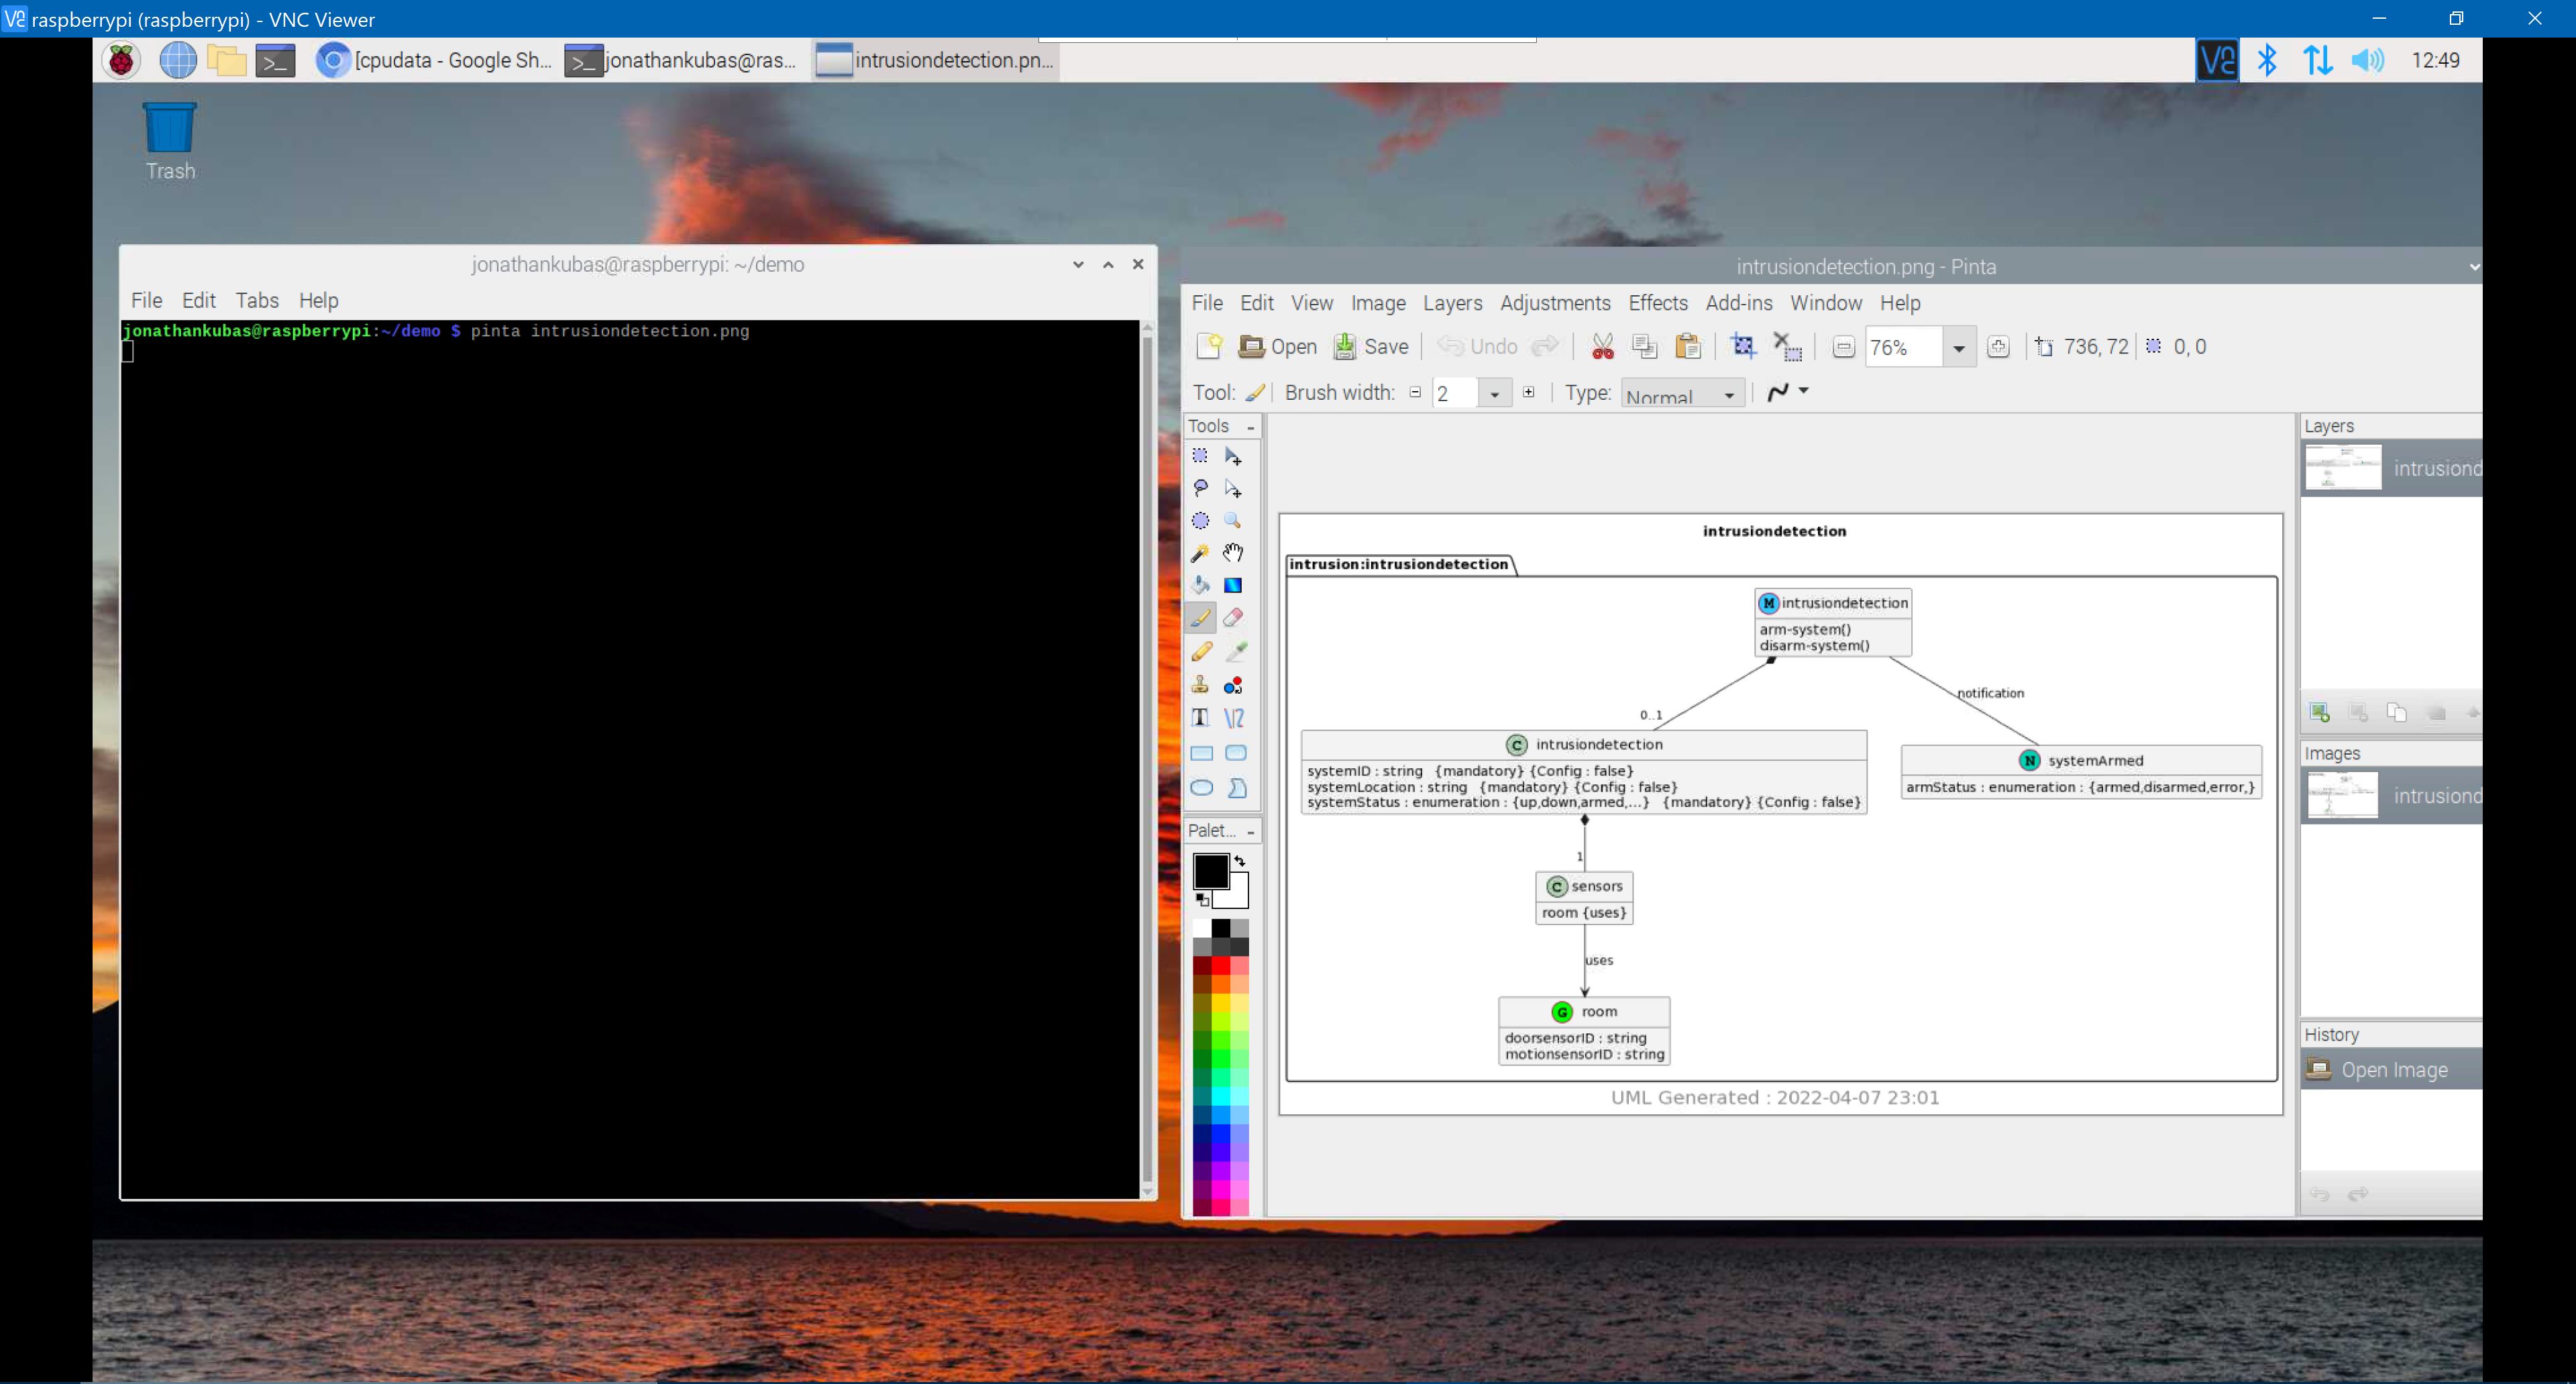 raspberrypi (raspberrypi) - VNC Viewer
[cpudata - Google Sh...
jonathankubas@ras...
intrusiondetection.pn...
12:49
Trash
jonathankubas@raspberrypi: ~/demo
File Edit Tabs Help
jonathankubas@raspberrypi:~/demo $ pinta intrusiondetection.png
intrusiondetection.png - Pinta
File Edit View Image Layers Adjustments Effects Add-ins Window Help
Open Save Undo 76% 736, 72 0, 0
Tool: Brush width: 2 Type: Normal
Tools
Palet...
intrusiondetection
intrusion:intrusiondetection
M intrusiondetection
arm-system()
disarm-system()
notification
0..1
C intrusiondetection
systemID : string {mandatory} {Config : false}
systemLocation : string {mandatory} {Config : false}
systemStatus : enumeration : {up,down,armed,...} {mandatory} {Config : false}
N systemArmed
armStatus : enumeration : {armed,disarmed,error,}
1
C sensors
room {uses}
uses
G room
doorsensorID : string
motionsensorID : string
UML Generated : 2022-04-07 23:01
Layers
intrusiond
Images
intrusiond
History
Open Image